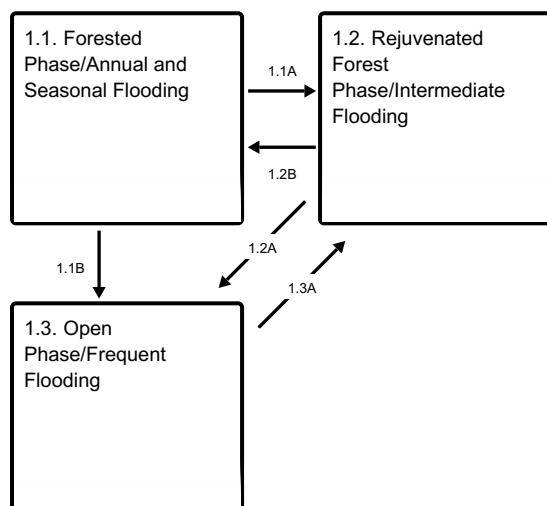 1.1. Forested
Phase/Annual and
Seasonal Flooding
1.1A
1.2. Rejuvenated
Forest
Phase/Intermediate
Flooding
1.2B
1.2A
1.1B
1.3A
1.3. Open
Phase/Frequent
Flooding